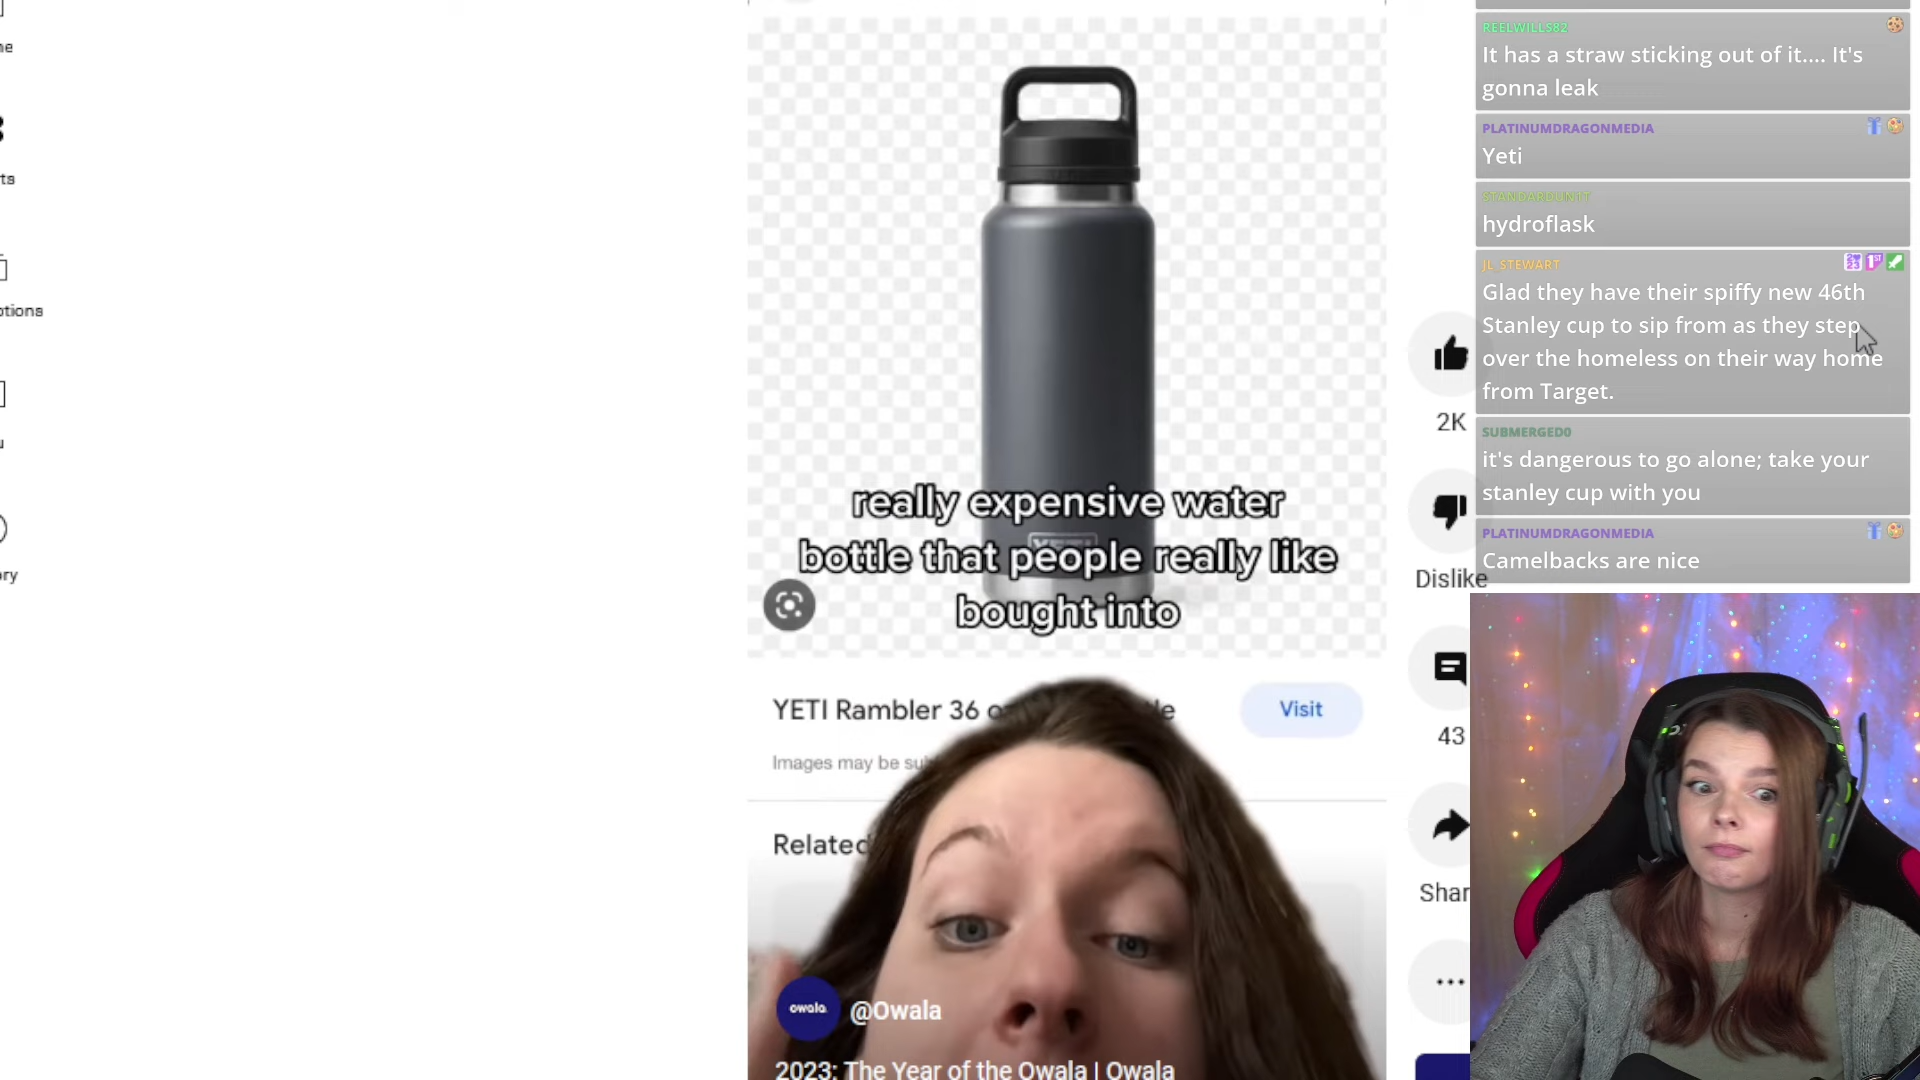 REELWILLS82
It has a straw sticking out of it.... It's
gonna leak
PLATINUMDRAGONMEDIA
Yeti
STANDARDUN1T
hydroflask
JL_STEWART
Glad they have their spiffy new 46th
Stanley cup to sip from as they step
over the homeless on their way home
from Target.
SUBMERGED0
it's dangerous to go alone; take your
stanley cup with you
PLATINUMDRAGONMEDIA
Camelbacks are nice
YETI
really expensive water
bottle that people really like
bought into
YETI Rambler 36
Visit
Images may be
Related
owala
@Owala
2023: The Year of the Owala | Owala
2K
Dislike
43